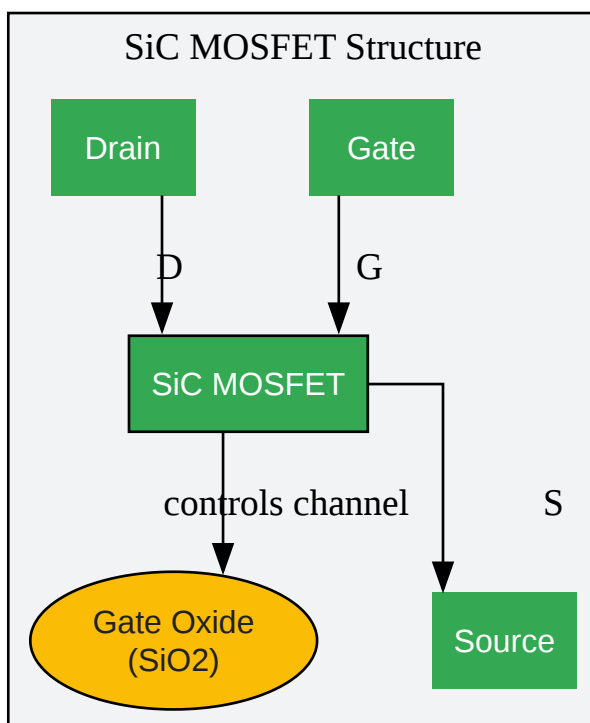 SiC MOSFET Structure
Drain
Gate
D
G
SiC MOSFET
controls channel
S
Gate Oxide
(SiO2)
Source